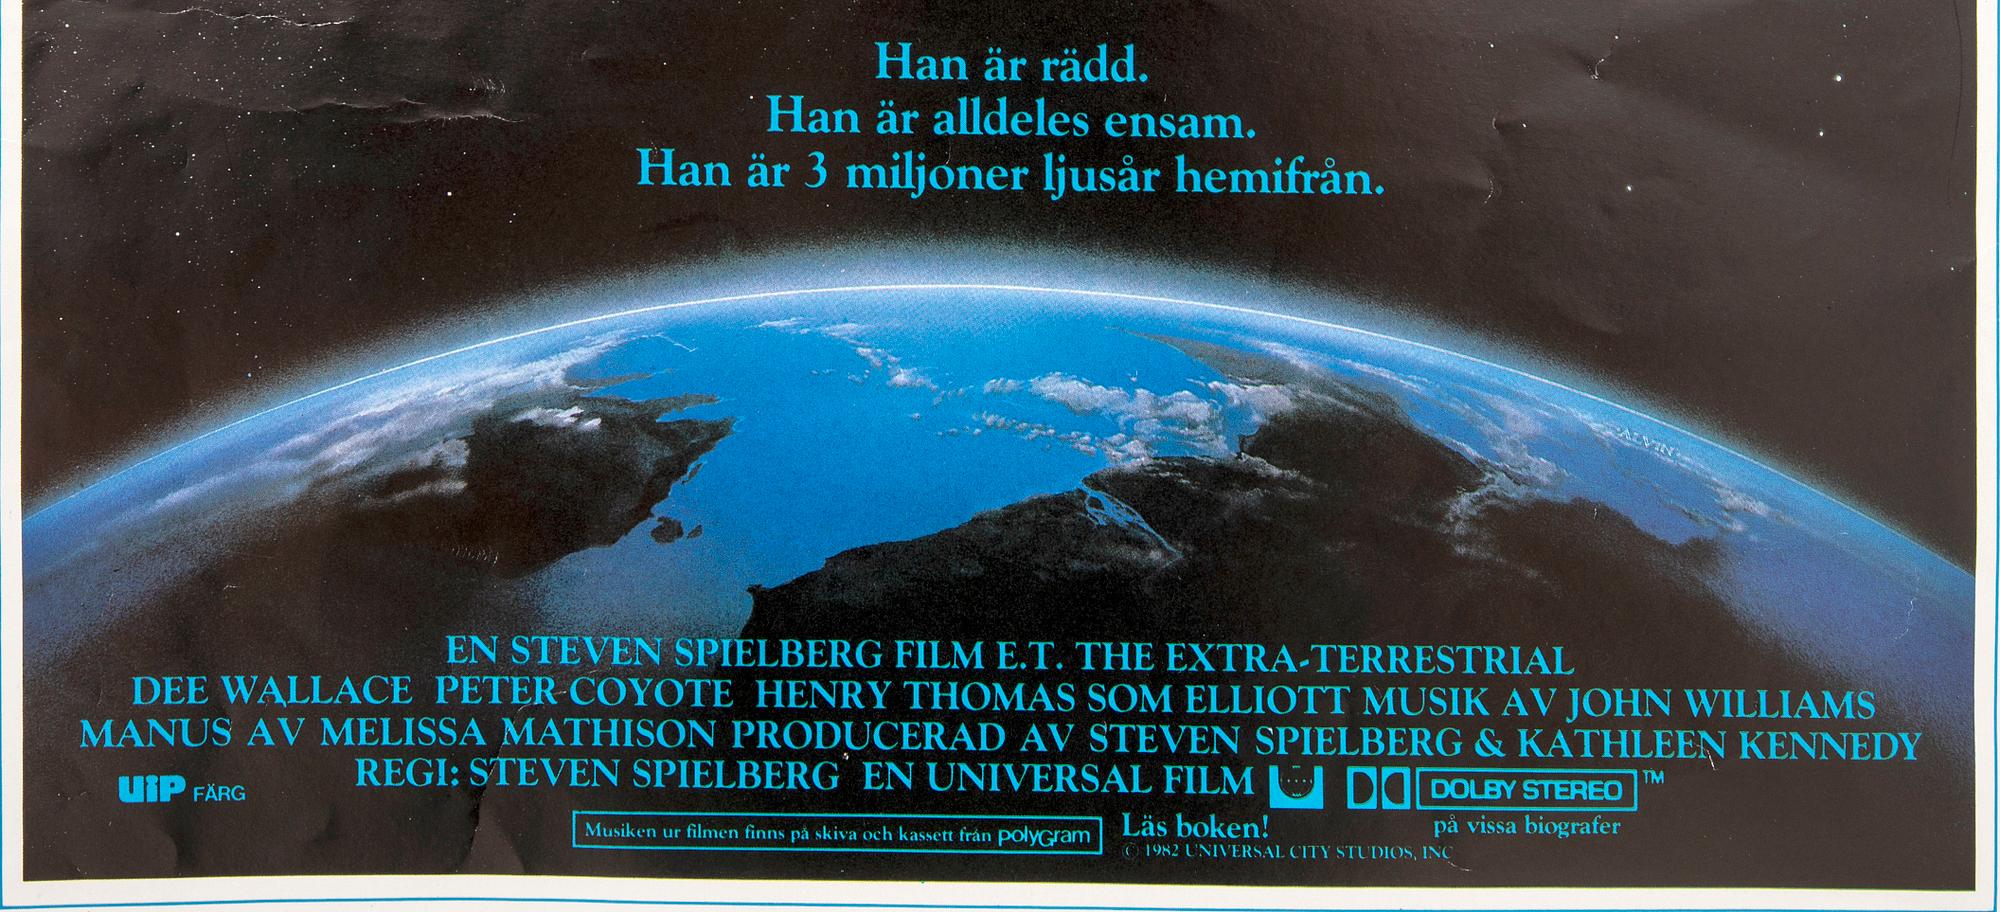 Han är rädd.
Han är alldeles ensam.
Han är 3 miljoner ljusår hemifrån.
ALVIN
EN STEVEN SPIELBERG FILM E.T. THE EXTRA-TERRESTRIAL
DEE WALLACE PETER COYOTE HENRY THOMAS SOM ELLIOTT MUSIK AV JOHN WILLIAMS
MANUS AV MELISSA MATHISON PRODUCERAD AV STEVEN SPIELBERG & KATHLEEN KENNEDY
REGI: STEVEN SPIELBERG EN UNIVERSAL FILM DOLBY STEREO ™
UIP FÄRG
på vissa biografer
Musiken ur filmen finns på skiva och kassett från polyGram
Läs boken!
© 1982 UNIVERSAL CITY STUDIOS, INC